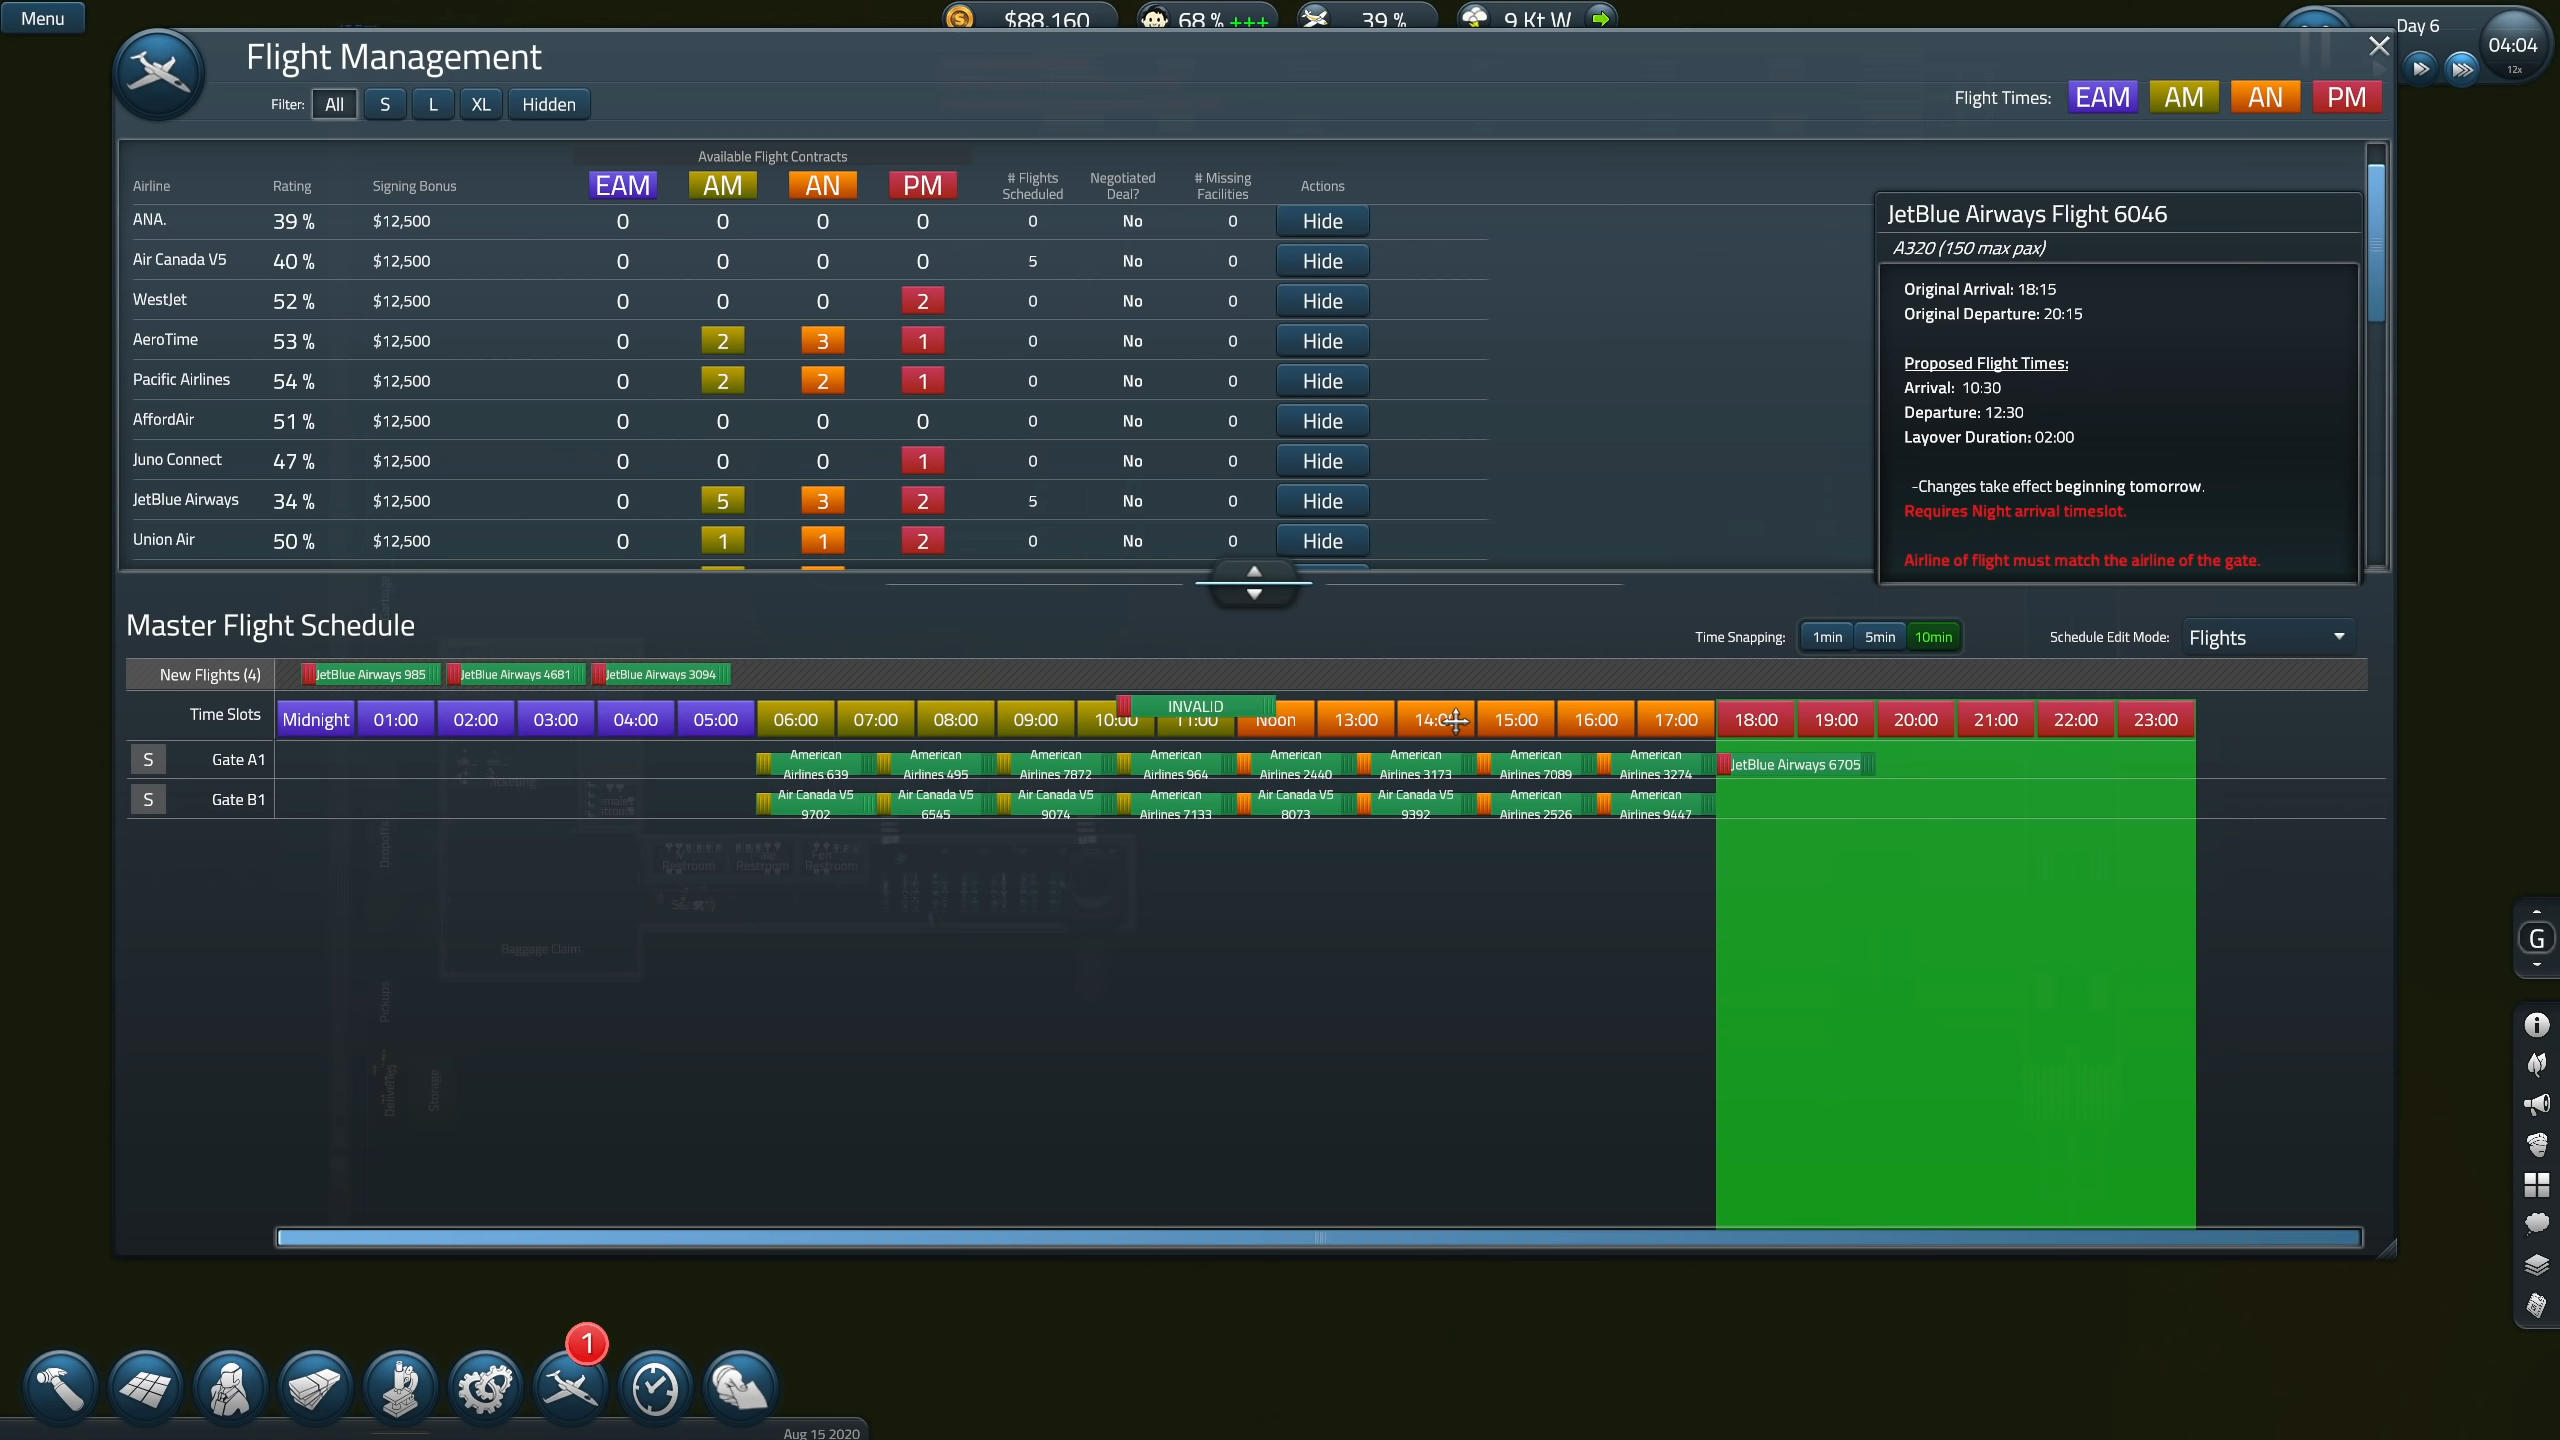 Menu
$88,160
68 % +++
39 %
9 Kt W
Day 6
04:04
12x
Flight Management
Filter: All S L XL Hidden
Flight Times: EAM AM AN PM
Available Flight Contracts
Airline Rating Signing Bonus EAM AM AN PM # Flights Scheduled Negotiated Deal? # Missing Facilities Actions
ANA. 39 % $12,500 0 0 0 0 0 No 0 Hide
Air Canada V5 40 % $12,500 0 0 0 0 5 No 0 Hide
WestJet 52 % $12,500 0 0 0 2 0 No 0 Hide
AeroTime 53 % $12,500 0 2 3 1 0 No 0 Hide
Pacific Airlines 54 % $12,500 0 2 2 1 0 No 0 Hide
AffordAir 51 % $12,500 0 0 0 0 0 No 0 Hide
Juno Connect 47 % $12,500 0 0 0 1 0 No 0 Hide
JetBlue Airways 34 % $12,500 0 5 3 2 5 No 0 Hide
Union Air 50 % $12,500 0 1 1 2 0 No 0 Hide
JetBlue Airways Flight 6046
A320 (150 max pax)
Original Arrival: 18:15
Original Departure: 20:15
Proposed Flight Times:
Arrival: 10:30
Departure: 12:30
Layover Duration: 02:00
-Changes take effect beginning tomorrow.
Requires Night arrival timeslot.
Airline of flight must match the airline of the gate.
Master Flight Schedule
Time Snapping: 1min 5min 10min
Schedule Edit Mode: Flights
New Flights (4) JetBlue Airways 985 JetBlue Airways 4681 JetBlue Airways 3094
INVALID
Time Slots Midnight 01:00 02:00 03:00 04:00 05:00 06:00 07:00 08:00 09:00 10:00 11:00 Noon 13:00 14:00 15:00 16:00 17:00 18:00 19:00 20:00 21:00 22:00 23:00
S Gate A1 American Airlines 639 American Airlines 495 American Airlines 7872 American Airlines 964 American Airlines 2440 American Airlines 3173 American Airlines 7089 American Airlines 3274 JetBlue Airways 6705
S Gate B1 Air Canada V5 9702 Air Canada V5 6545 Air Canada V5 9074 American Airlines 7133 Air Canada V5 8073 Air Canada V5 9392 American Airlines 2526 American Airlines 9447
Restroom
Restroom
Restroom
Baggage Claim
Dropoffs
Pickups
Deliveries
Storage
G
1
Aug 15 2020